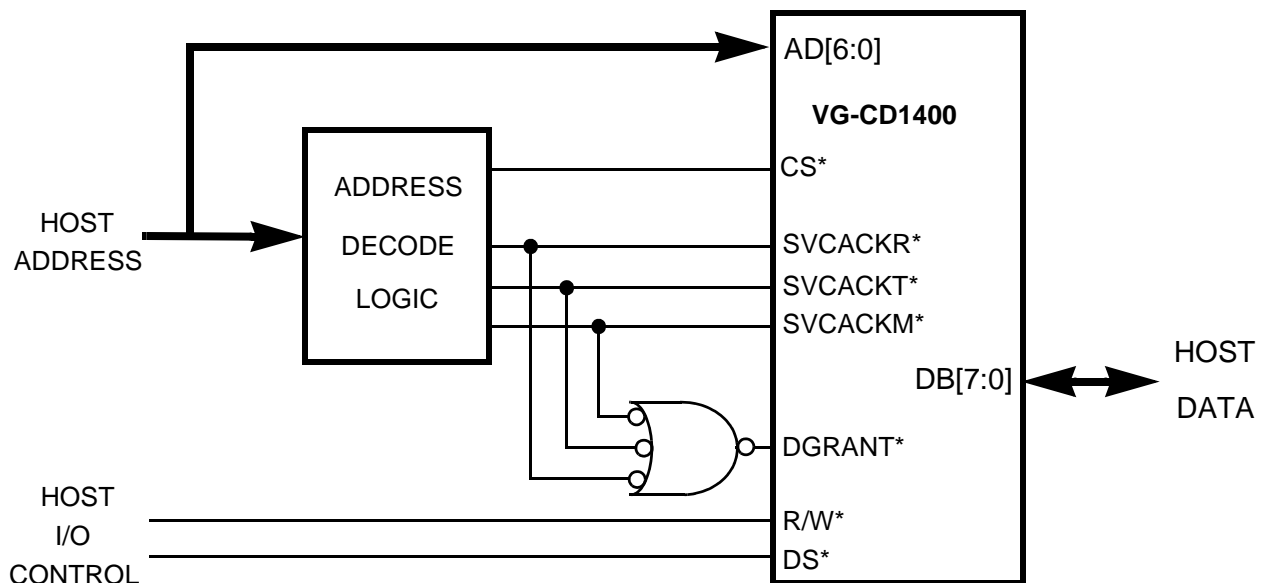 AD[6:0]
VG-CD1400
CS*
ADDRESS
DECODE
LOGIC
HOST
ADDRESS
SVCACKR*
SVCACKT*
SVCACKM*
HOST
DATA
DB[7:0]
DGRANT*
HOST
I/O
CONTROL
R/W*
DS*